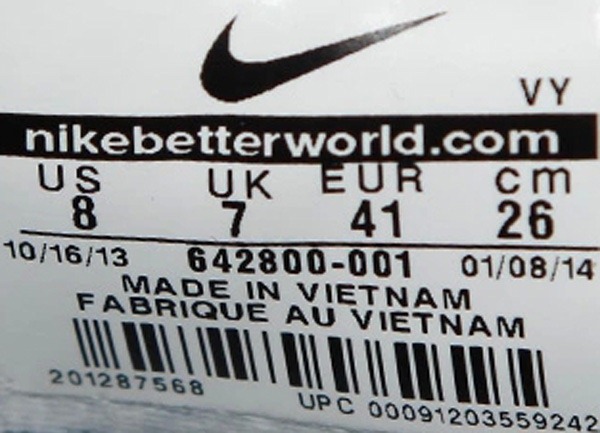 VY
nikebetterworld.com
US UK EUR cm
8 7 41 26
10/16/13 642800-001 01/08/14
MADE IN VIETNAM
FABRIQUE AU VIETNAM
201287568
UPC 00091203559242